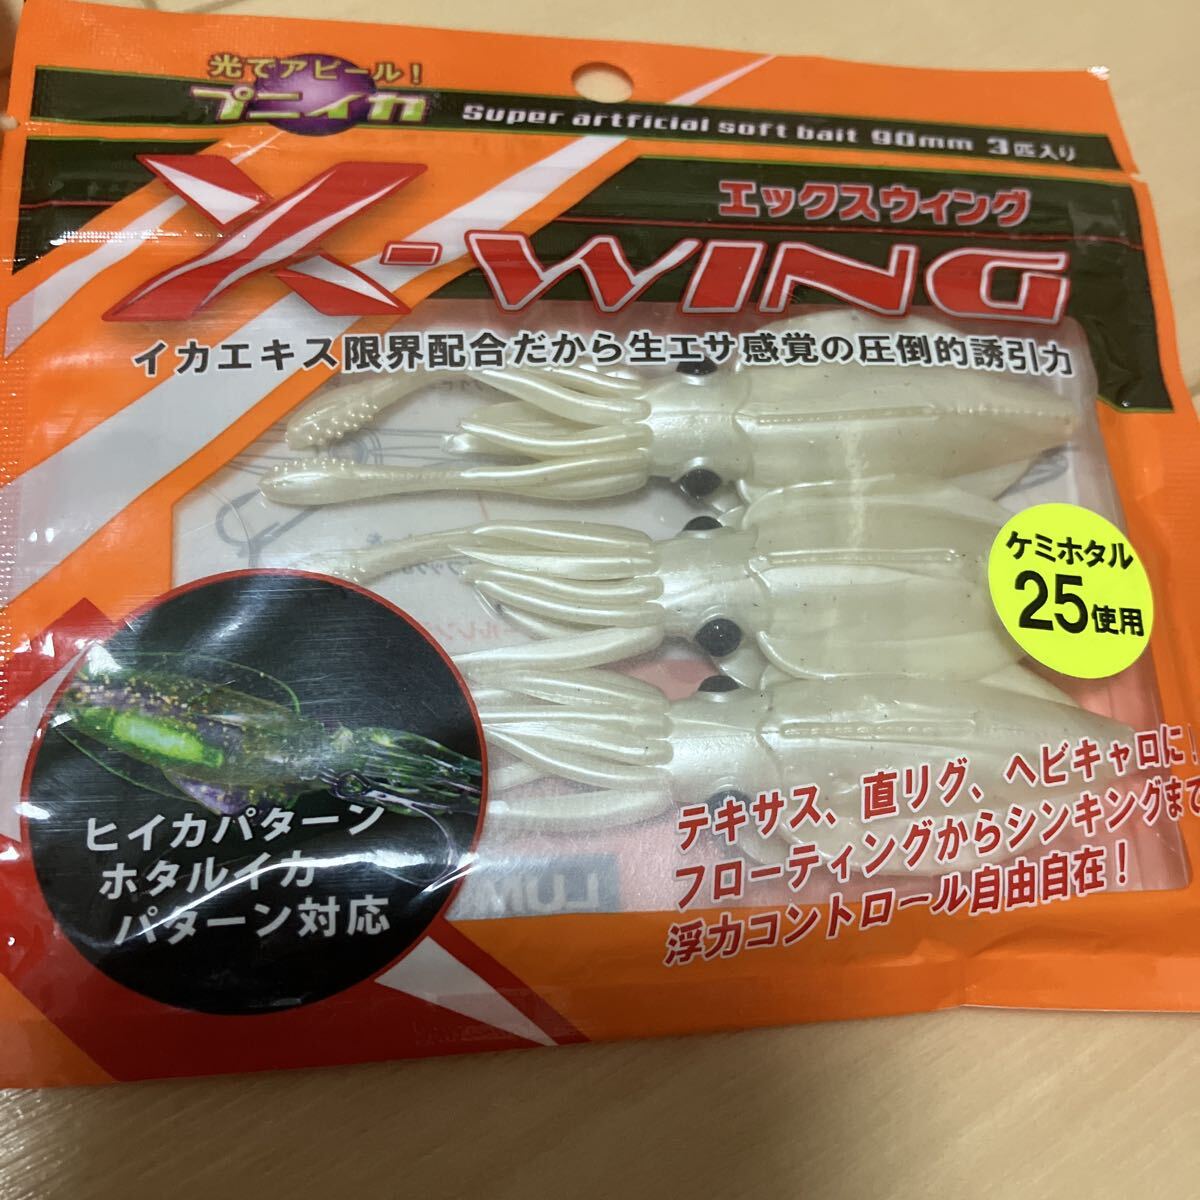 光でアピール！
プニイカ
Super artficial soft bait 90mm 3匹入り
エックスウィング
X-WING
イカエキス限界配合だから生エサ感覚の圧倒的誘引力
ケミホタル
25使用
ヒイカパターン
ホタルイカ
パターン対応
テキサス、直リグ、ヘビキャロに！
フローティングからシンキングまで
浮力コントロール自由自在！
LUM